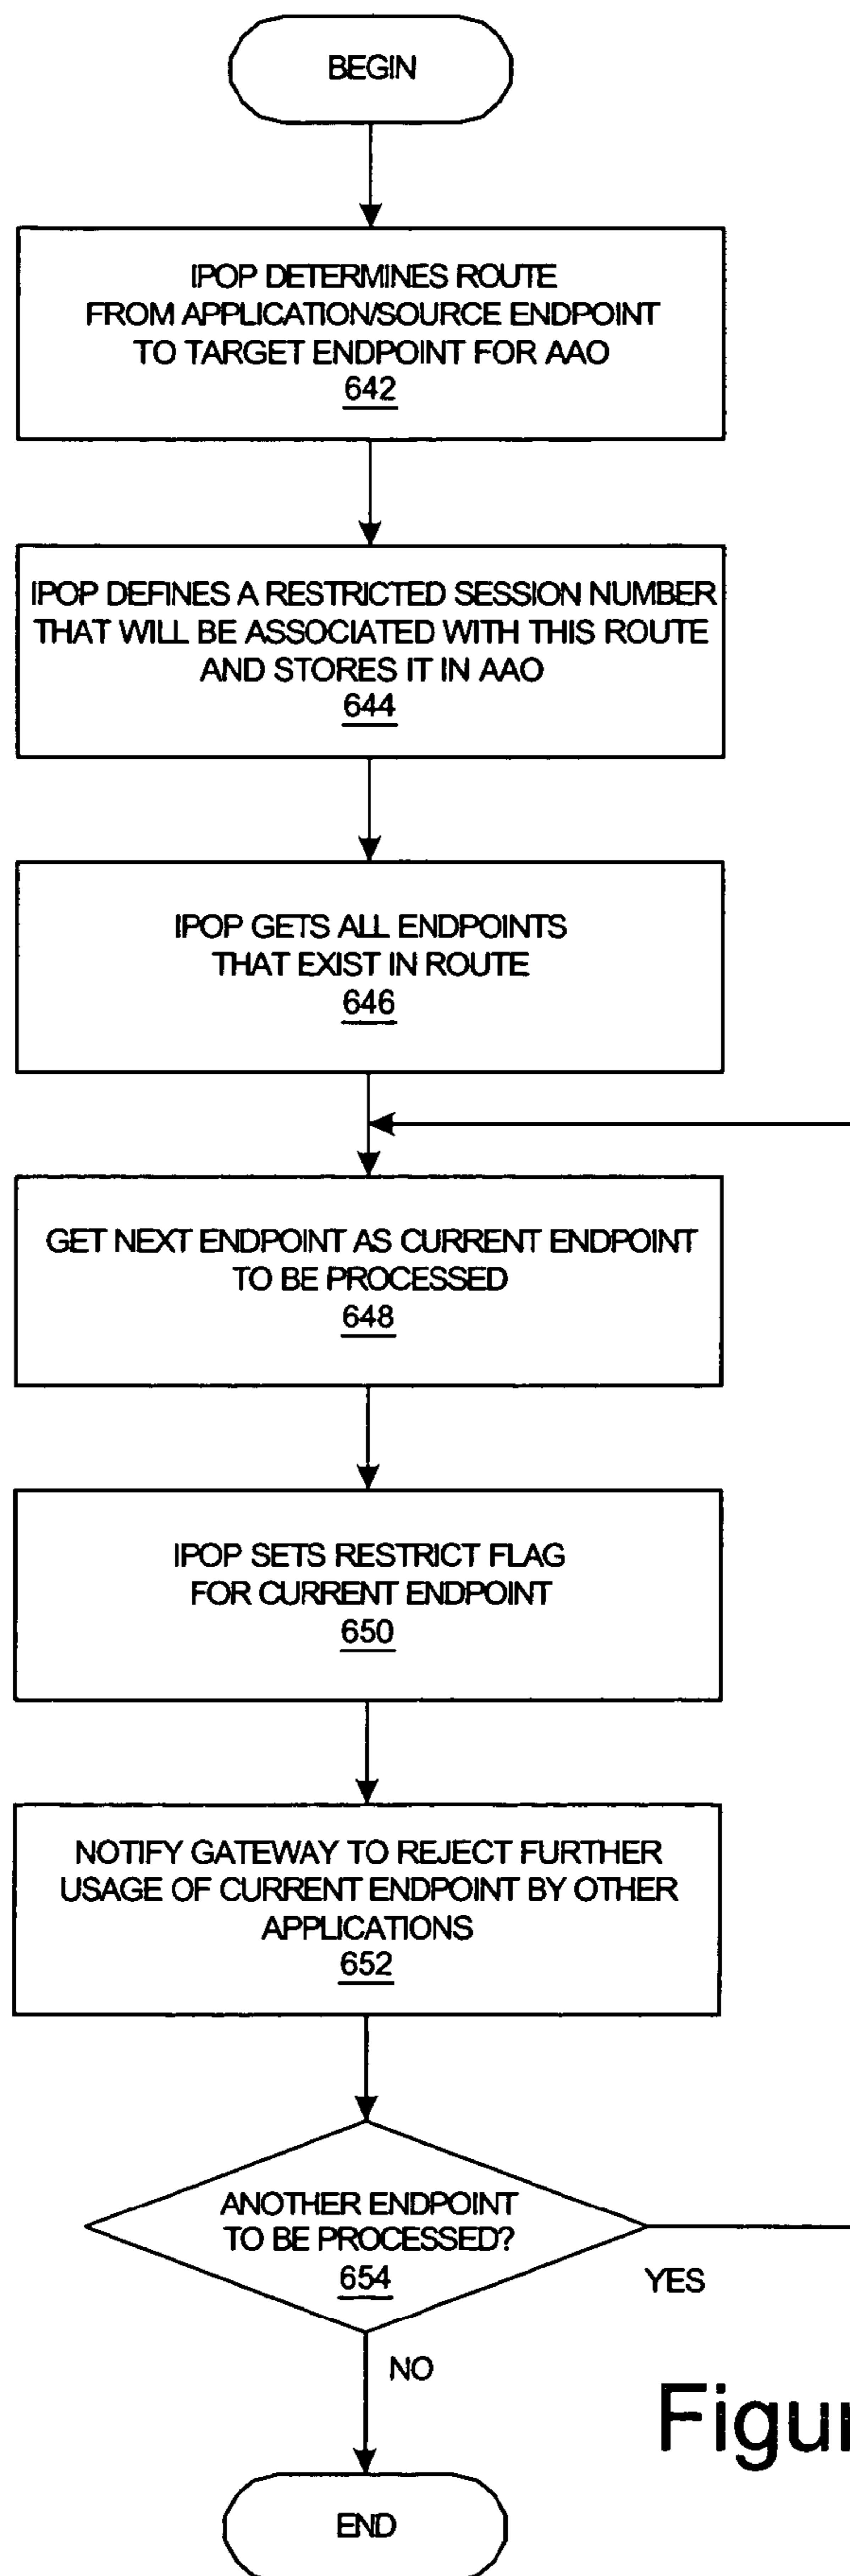 BEGIN
IPOP DETERMINES ROUTE
FROM APPLICATION/SOURCE ENDPOINT
TO TARGET ENDPOINT FOR AAO
642
IPOP DEFINES A RESTRICTED SESSION NUMBER
THAT WILL BE ASSOCIATED WITH THIS ROUTE
AND STORES IT IN AAO
644
IPOP GETS ALL ENDPOINTS
THAT EXIST IN ROUTE
646
GET NEXT ENDPOINT AS CURRENT ENDPOINT
TO BE PROCESSED
648
IPOP SETS RESTRICT FLAG
FOR CURRENT ENDPOINT
650
NOTIFY GATEWAY TO REJECT FURTHER
USAGE OF CURRENT ENDPOINT BY OTHER
APPLICATIONS
652
ANOTHER ENDPOINT
TO BE PROCESSED?
654
YES
NO
END